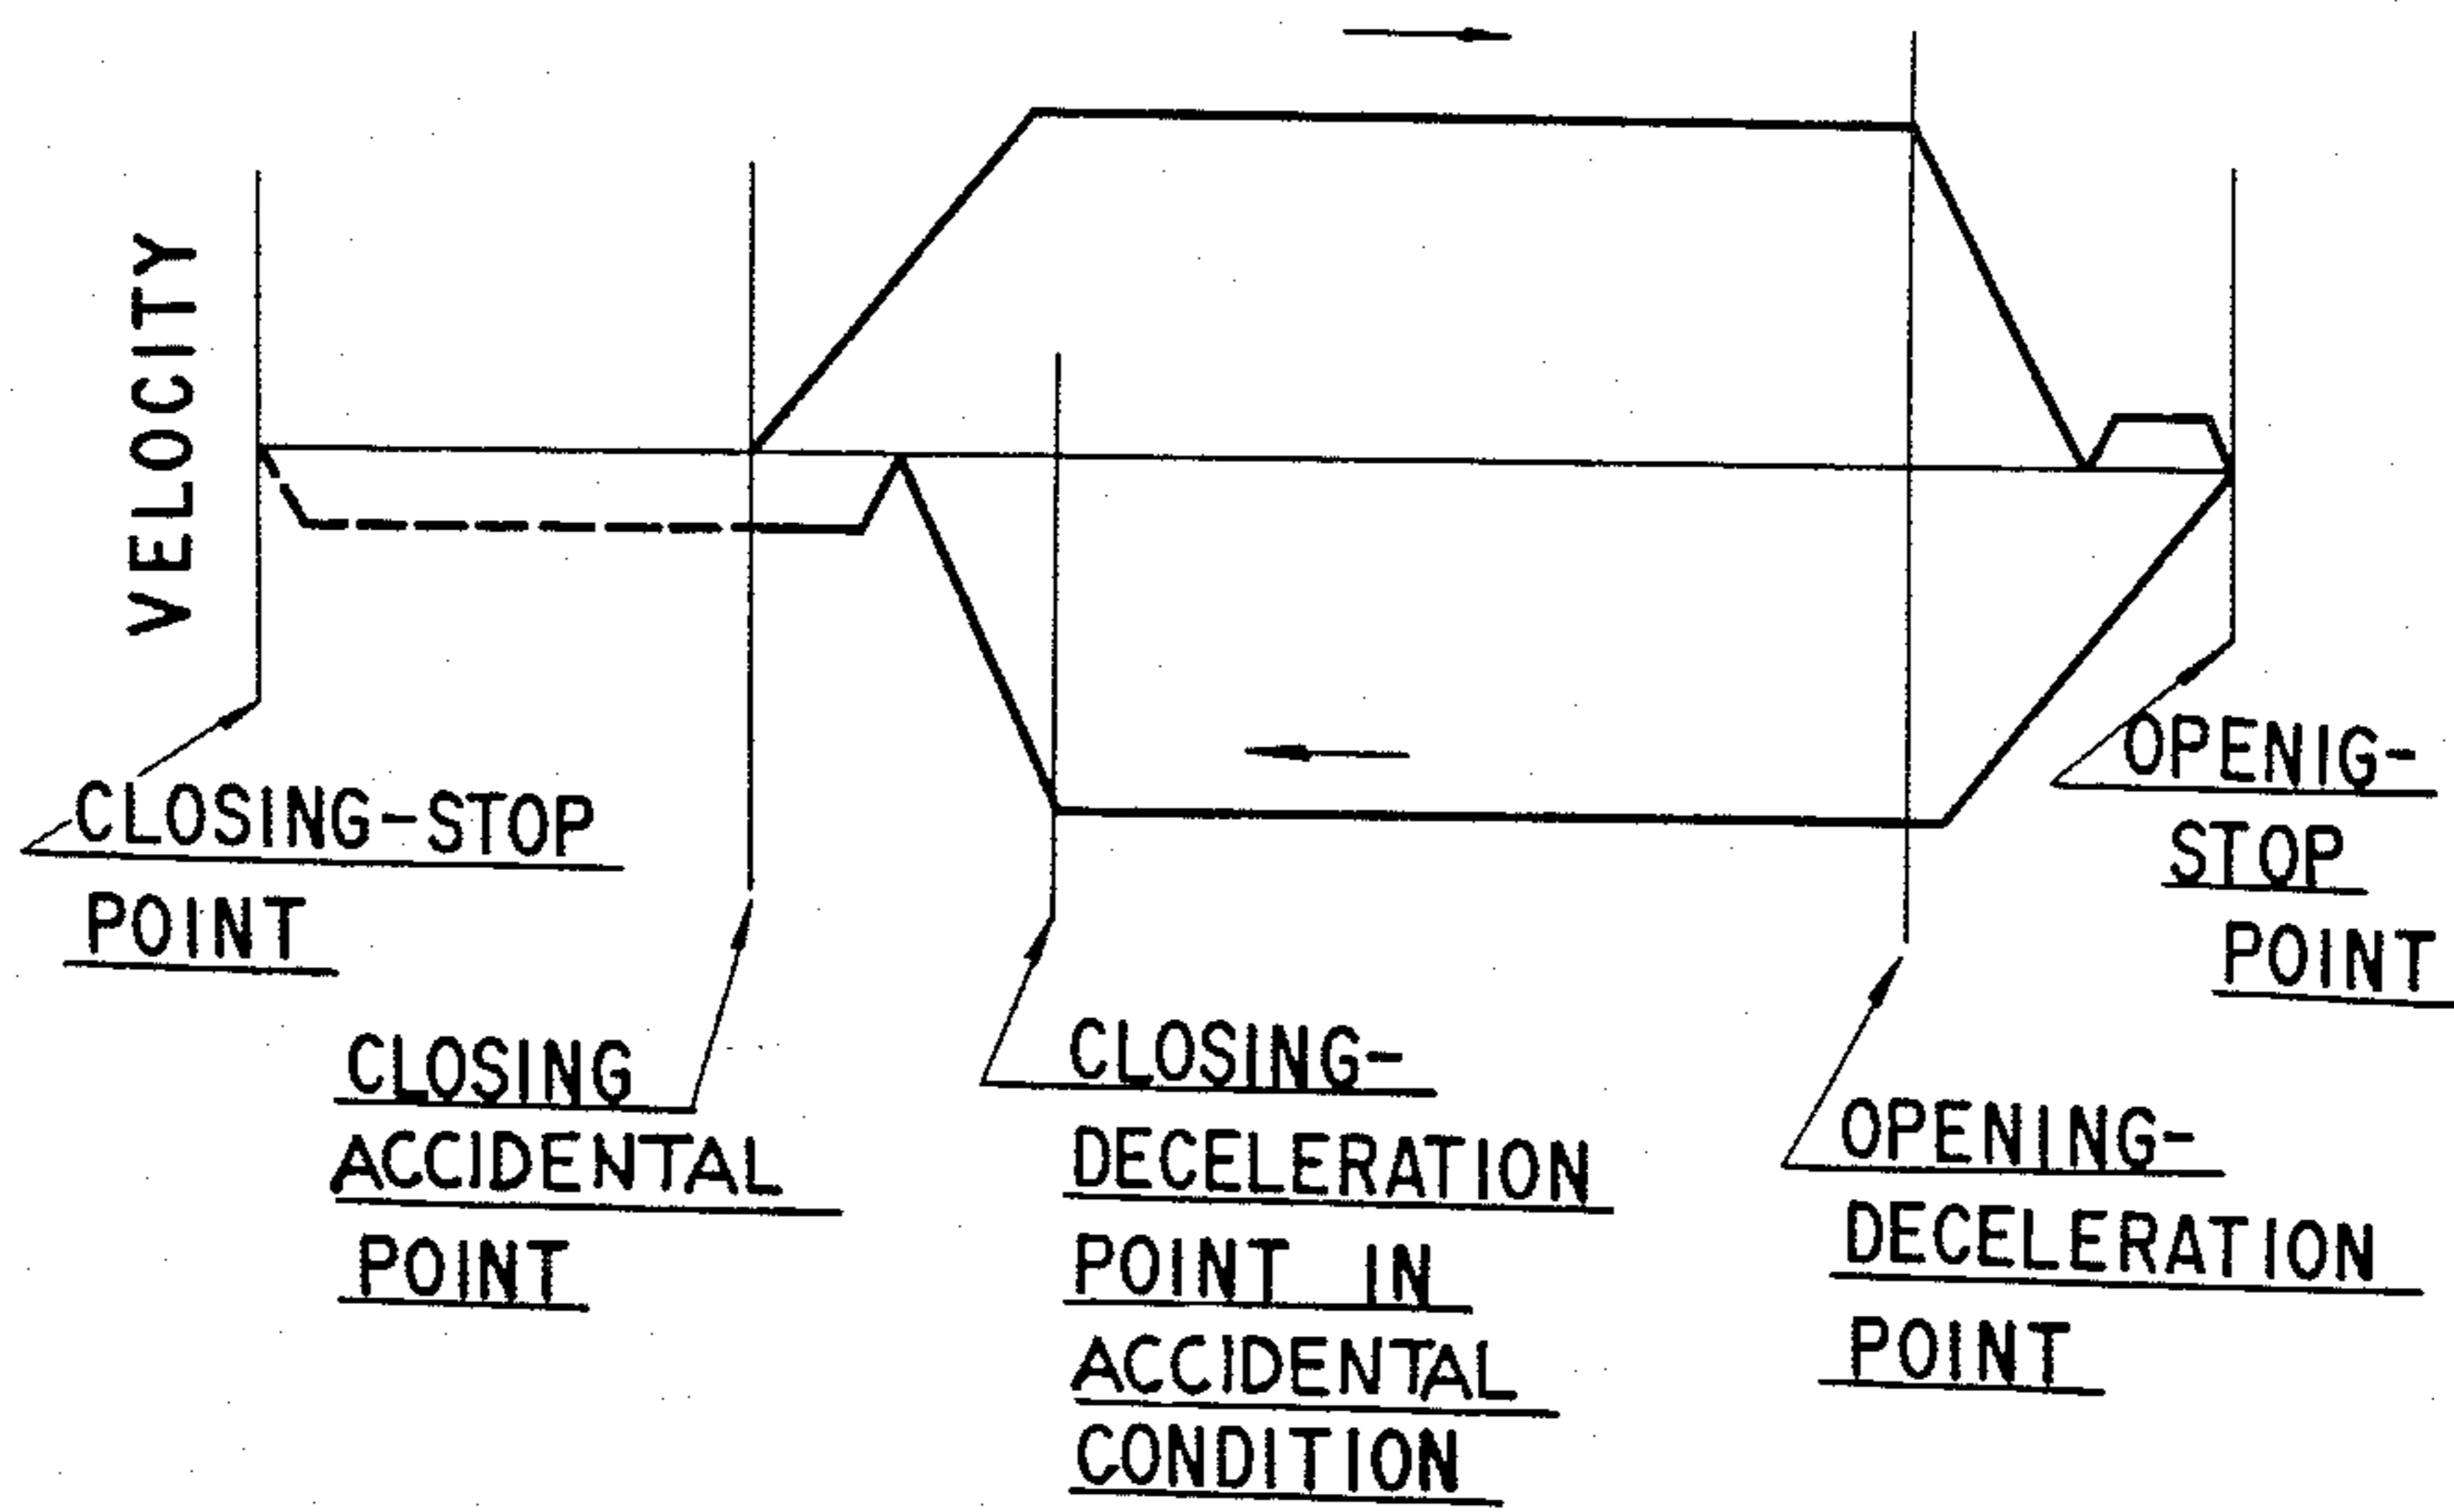 VELOCITY
CLOSING-STOP
POINT
CLOSING
ACCIDENTAL
POINT
CLOSING-
DECELERATION
POINT IN
ACCIDENTAL
CONDITION
OPENING-
DECELERATION
POINT
OPENIG-
STOP
POINT